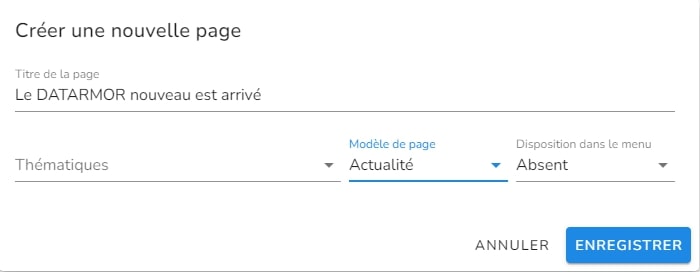 Créer une nouvelle page
Titre de la page
Le DATARMOR nouveau est arrivé
Modèle de page
Disposition dans le menu
Thématiques
Actualité
Absent
ANNULER
ENREGISTRER